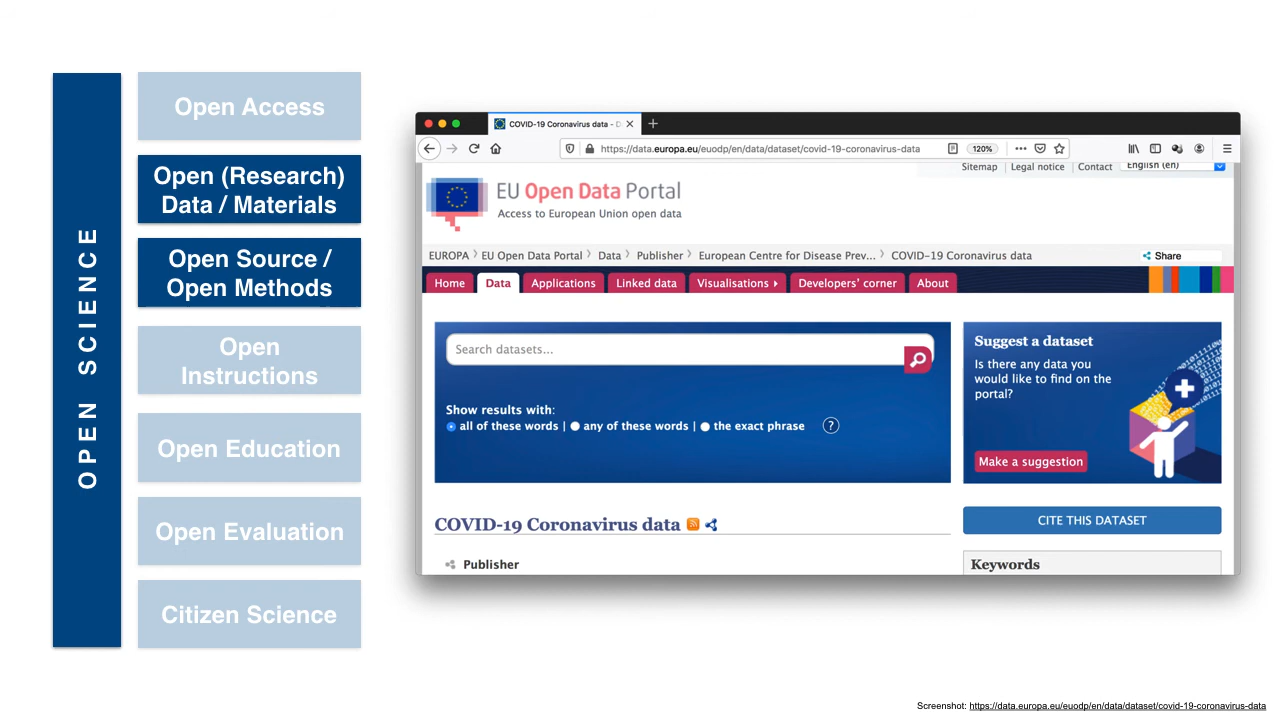 OPEN SCIENCE
Open Access
Open (Research)
Data / Materials
Open Source /
Open Methods
Open
Instructions
Open Education
Open Evaluation
Citizen Science
COVID-19 Coronavirus data - D
https://data.europa.eu/euodp/en/data/dataset/covid-19-coronavirus-data
120%
Sitemap | Legal notice | Contact
English (en)
EU Open Data Portal
Access to European Union open data
EUROPA > EU Open Data Portal > Data > Publisher > European Centre for Disease Prev... > COVID-19 Coronavirus data
Share
Home Data Applications Linked data Visualisations Developers' corner About
Search datasets...
Show results with:
all of these words | any of these words | the exact phrase ?
Suggest a dataset
Is there any data you
would like to find on the
portal?
Make a suggestion
COVID-19 Coronavirus data
CITE THIS DATASET
Publisher
Keywords
Screenshot: https://data.europa.eu/euodp/en/data/dataset/covid-19-coronavirus-data